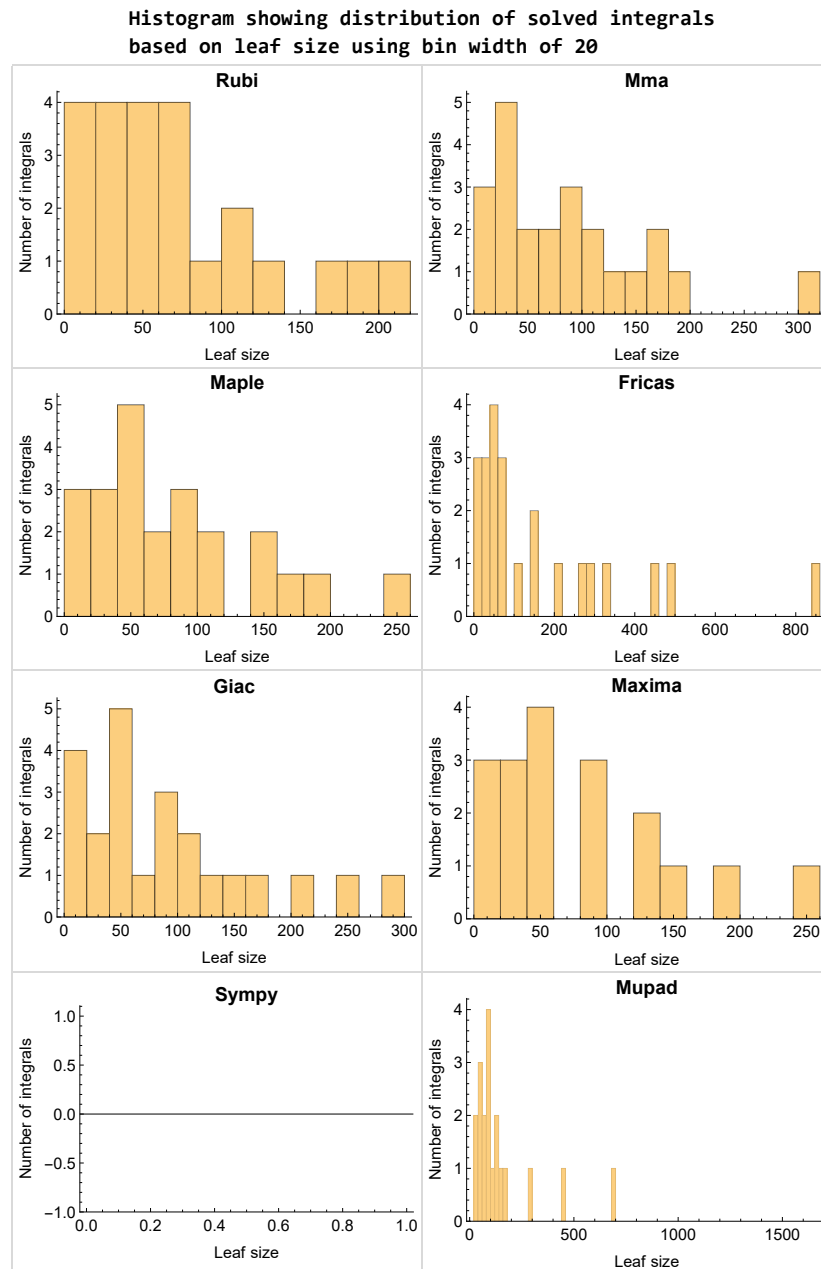 Histogram showing distribution of solved integrals
based on leaf size using bin width of 20
Rubi
Number of integrals
4
3
2
1
0
0 50 100 150 200
Leaf size
Mma
Number of integrals
5
4
3
2
1
0
0 50 100 150 200 250 300
Leaf size
Maple
Number of integrals
5
4
3
2
1
0
0 50 100 150 200 250
Leaf size
Fricas
Number of integrals
4
3
2
1
0
0 200 400 600 800
Leaf size
Giac
Number of integrals
5
4
3
2
1
0
0 50 100 150 200 250 300
Leaf size
Maxima
Number of integrals
4
3
2
1
0
0 50 100 150 200 250
Leaf size
Sympy
Number of integrals
1.0
0.5
0.0
−0.5
−1.0
0.0 0.2 0.4 0.6 0.8 1.0
Leaf size
Mupad
Number of integrals
4
3
2
1
0
0 500 1000 1500
Leaf size